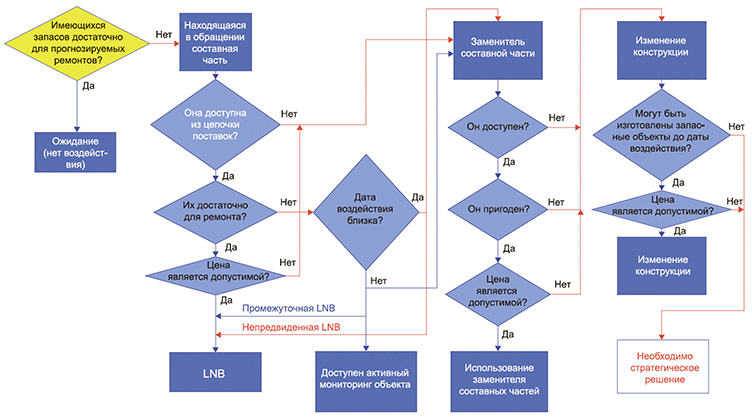 Имеющихся
запасов достаточно
для прогнозируемых
ремонтов?
Нет
Да
Ожидание
(нет воздейст-
вия)
Находящаяся
в обращении
составная
часть
Она доступна
из цепочки
поставок?
Нет
Да
Их достаточно
для ремонта?
Нет
Да
Цена
является допустимой?
Нет
Да
Дата
воздействия
близка?
Да
Нет
Промежуточная LNB
Непредвиденная LNB
LNB
Доступен активный
мониторинг объекта
Заменитель
составной части
Он доступен?
Нет
Да
Он пригоден?
Нет
Да
Цена
является
допустимой?
Нет
Да
Использование
заменителя
составных частей
Изменение
конструкции
Могут быть
изготовлены запас-
ные объекты до даты
воздействия?
Нет
Да
Цена
является допустимой?
Нет
Да
Изменение
конструкции
Необходимо
стратегическое
решение